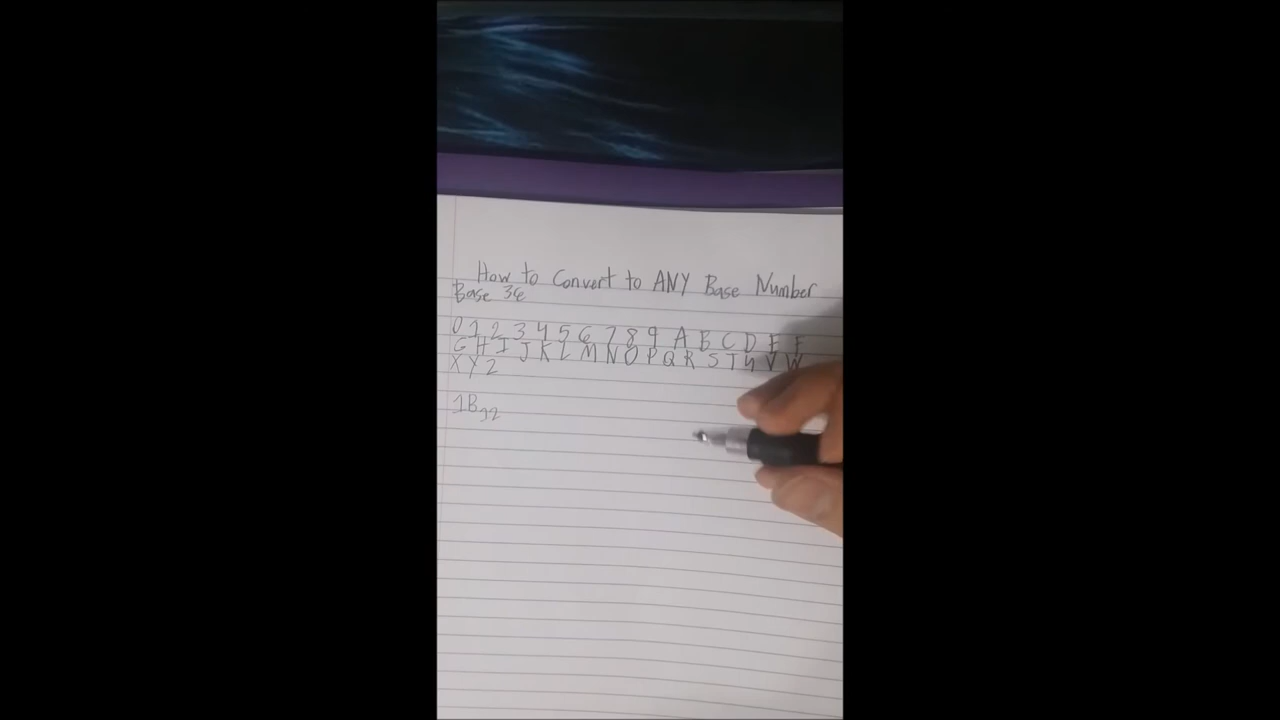 How to Convert to ANY Base Number
Base 36
0 1 2 3 4 5 6 7 8 9 A B C D E F
G H I J K L M N O P Q R S T U V W
X Y Z
1B₃₂